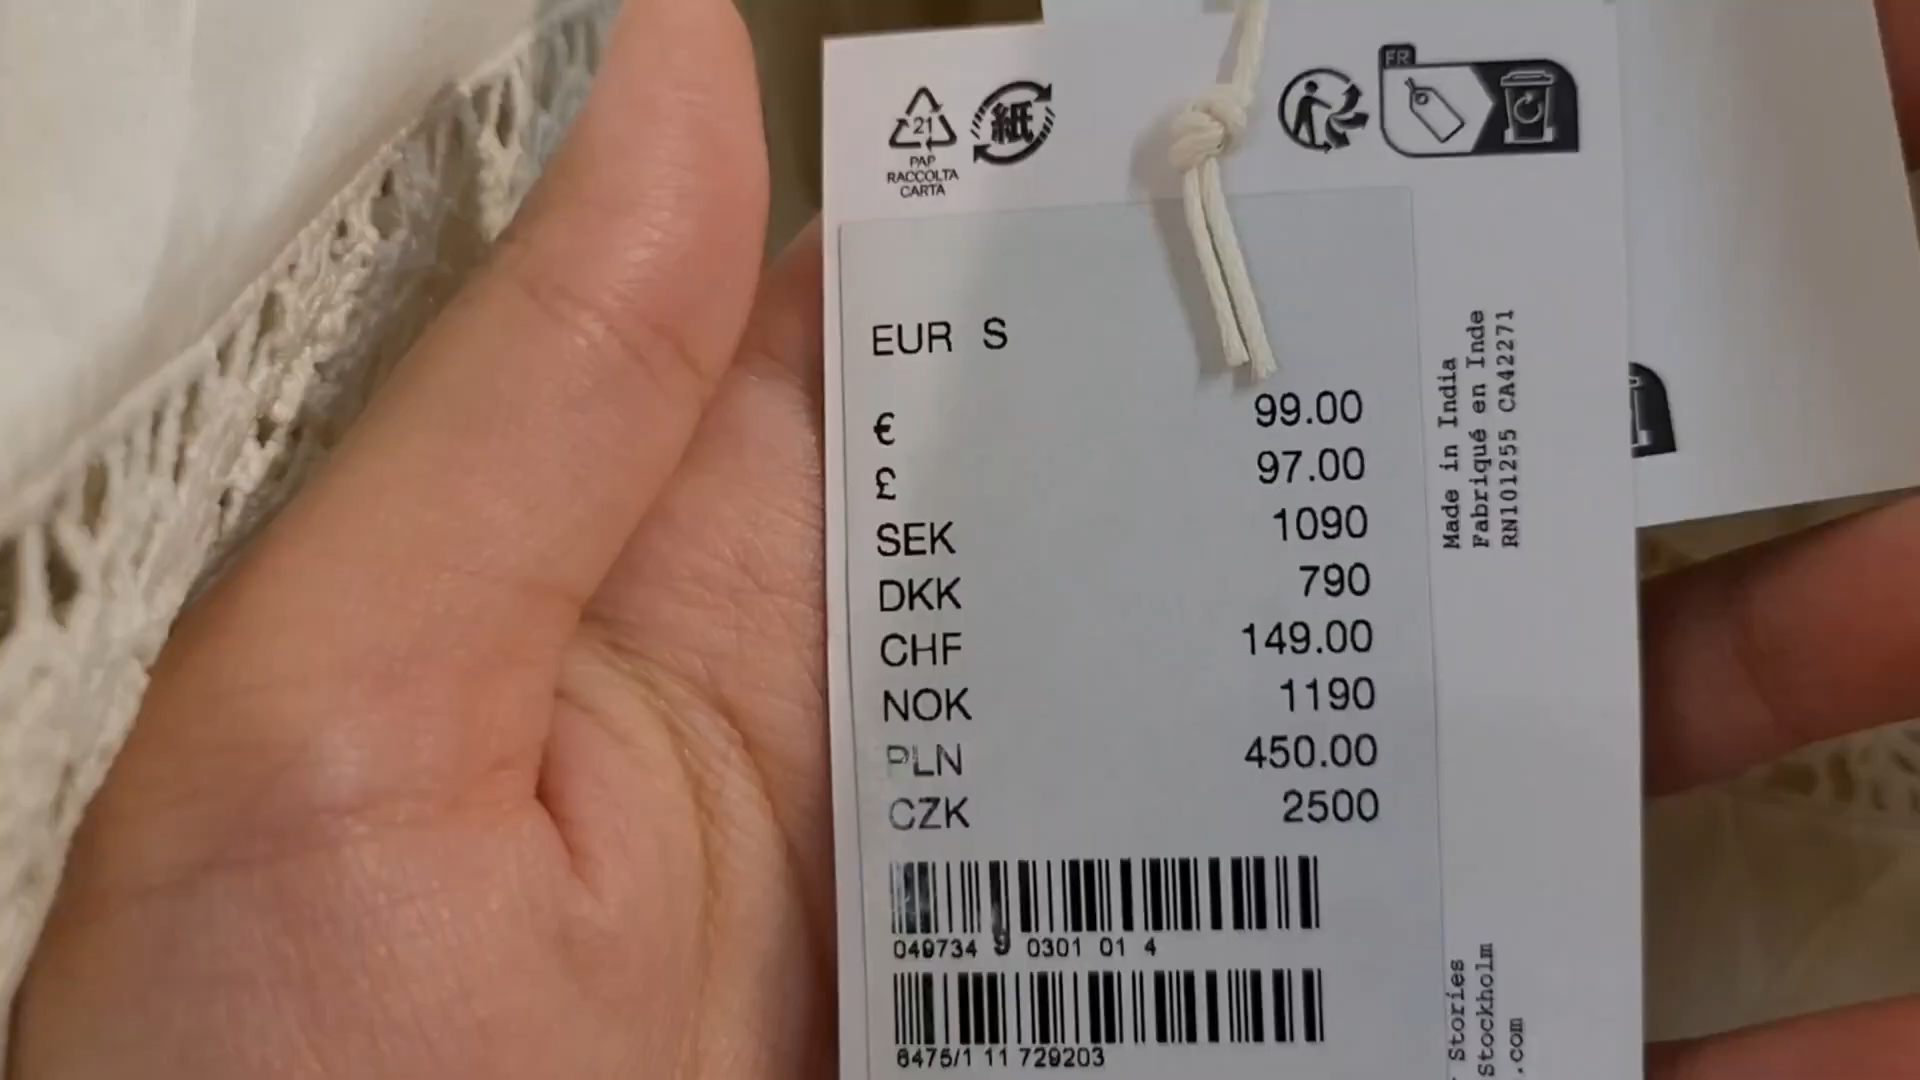 21
PAP
RACCOLTA
CARTA
紙
FR
EUR S
€ 99.00
£ 97.00
SEK 1090
DKK 790
CHF 149.00
NOK 1190
PLN 450.00
CZK 2500
049734 9 0301 01 4
6475/1 11 729203
Made in India
Fabriqué en Inde
RN101255 CA42271
Stories
Stockholm
.com